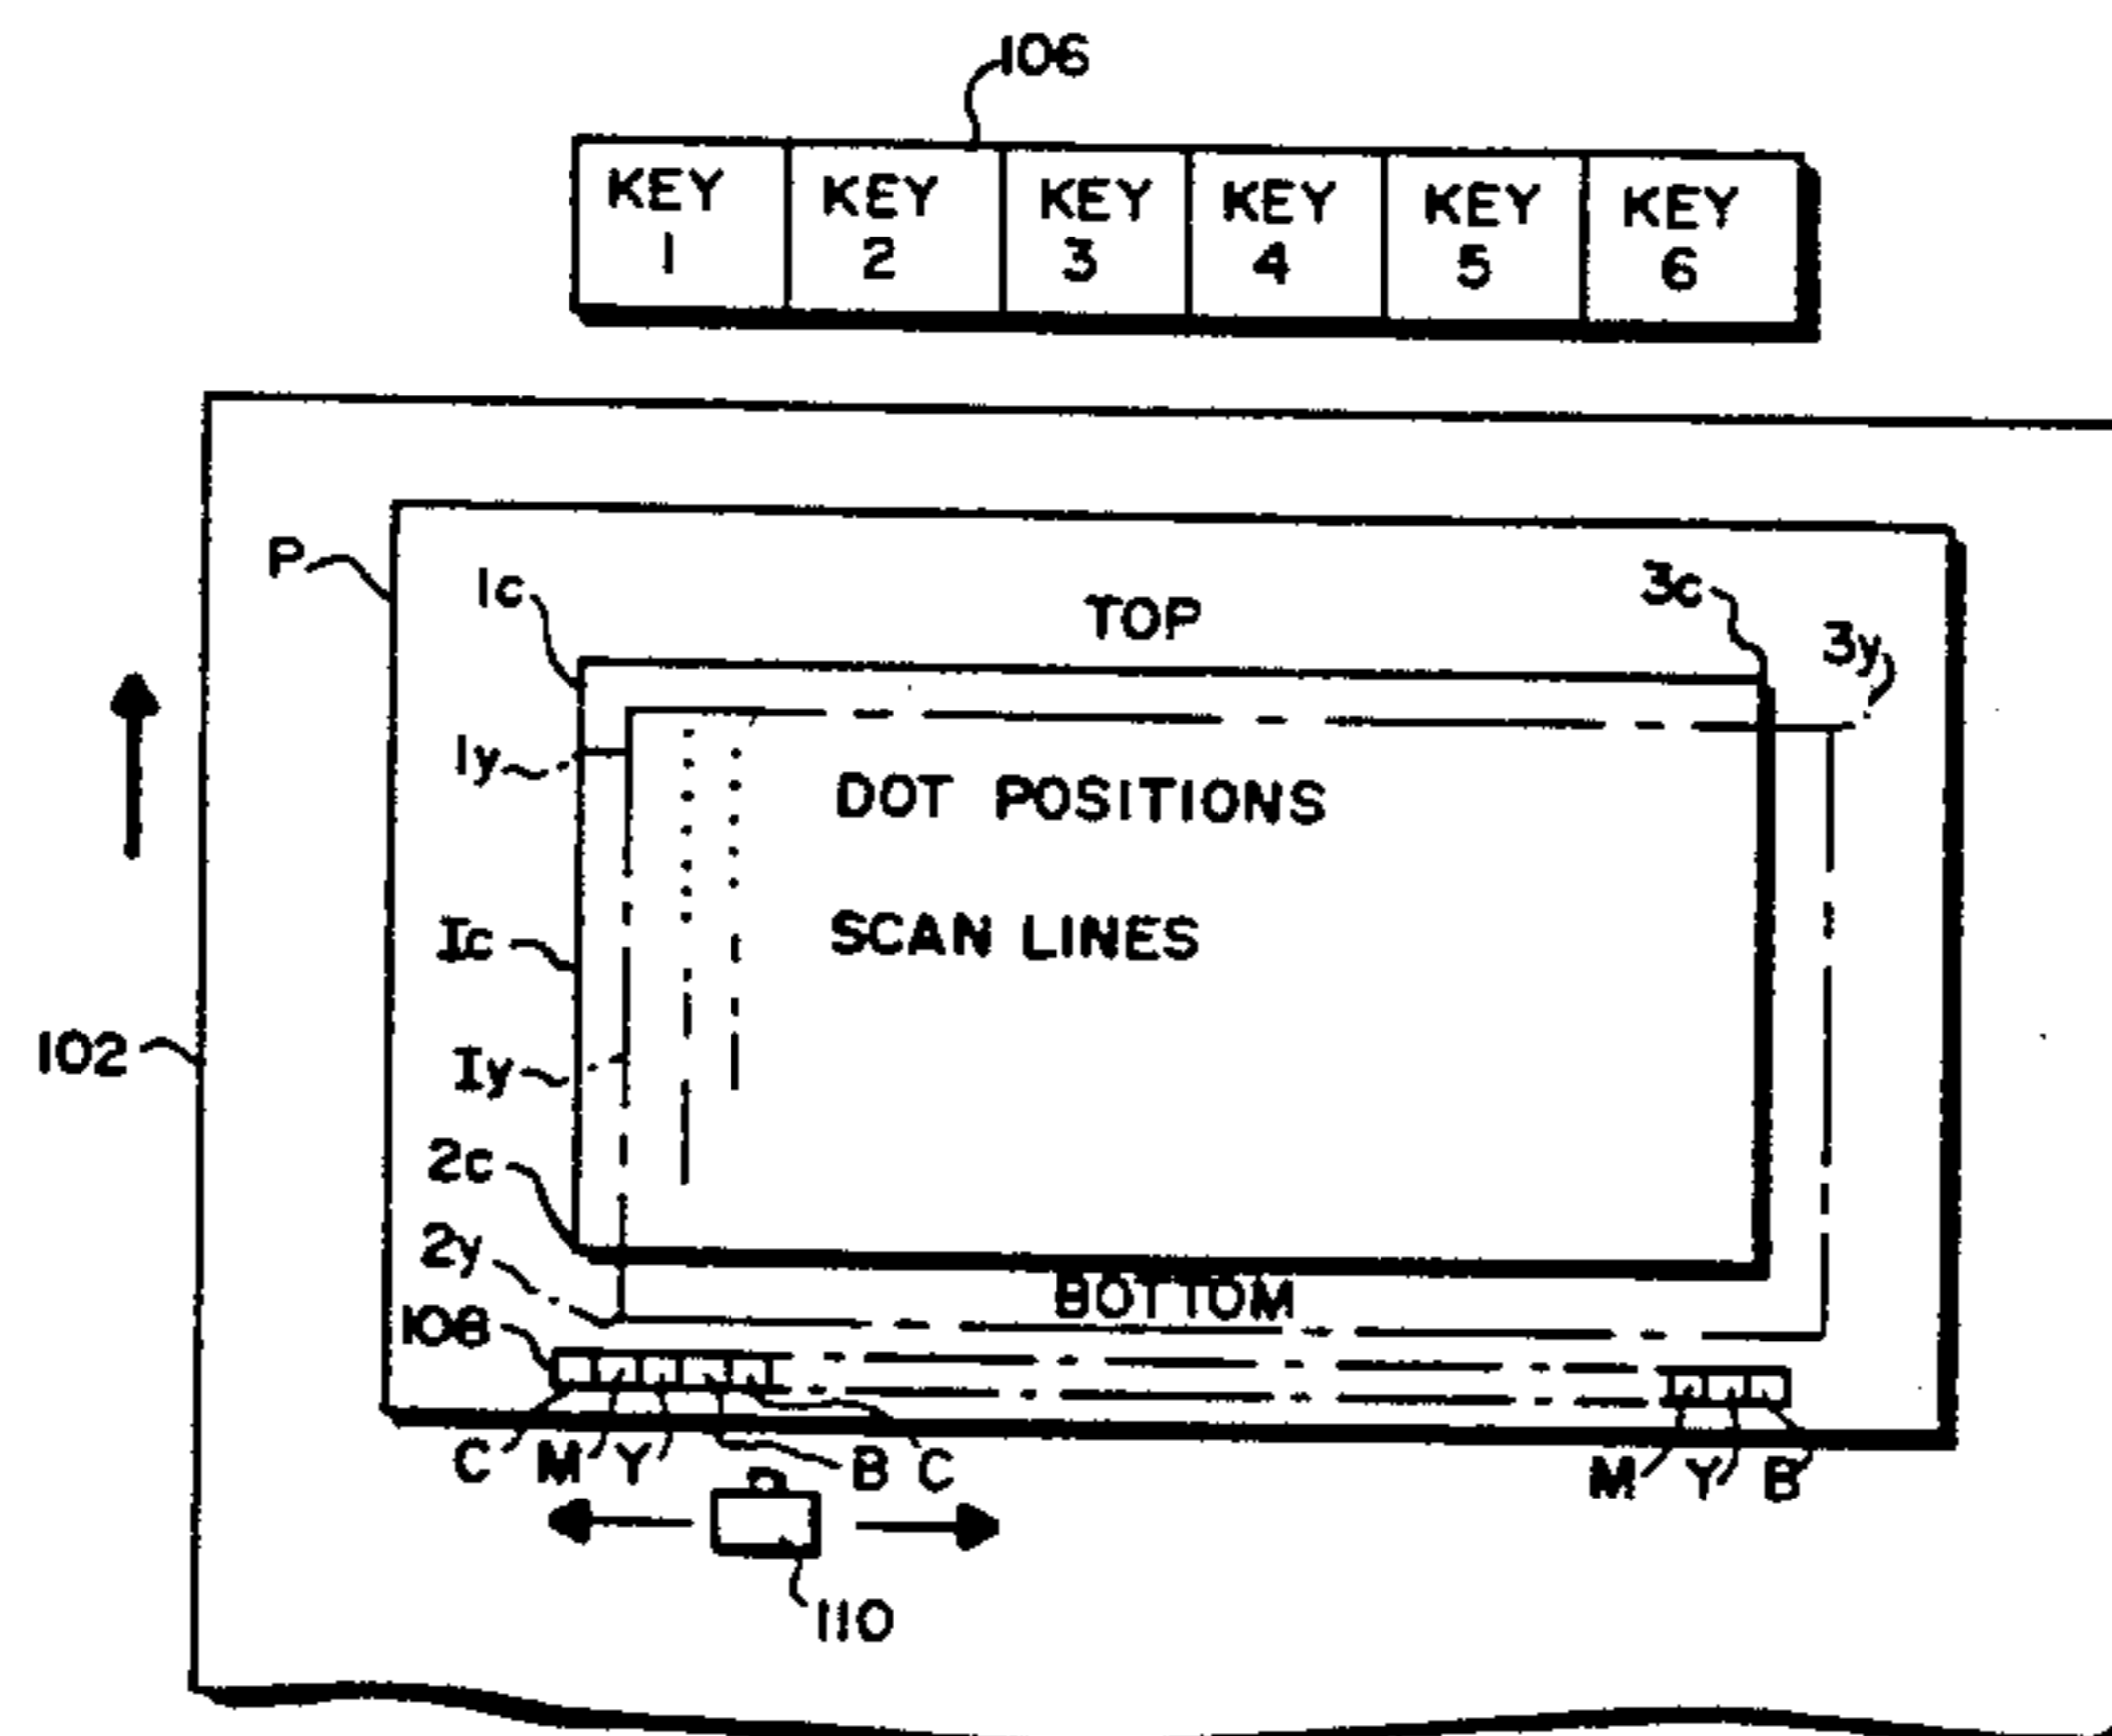 106
KEY 1 KEY 2 KEY 3 KEY 4 KEY 5 KEY 6
P
1c
TOP
3c
3y
1y
DOT POSITIONS
Ic
SCAN LINES
102
Iy
2c
2y
BOTTOM
108
C M Y B C M Y B
110